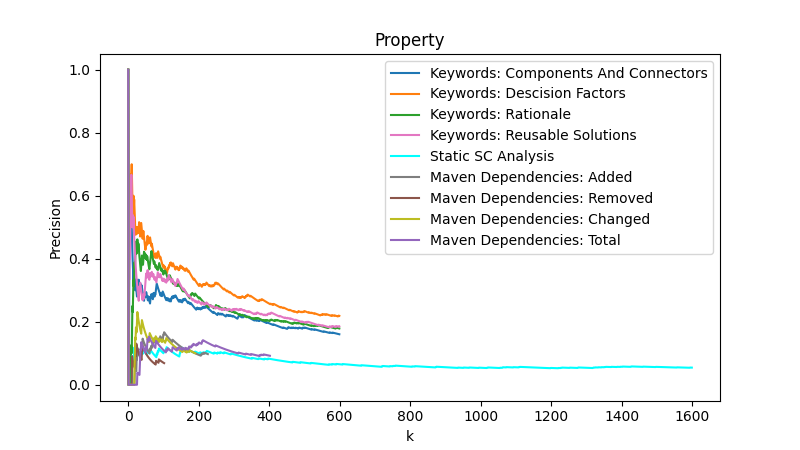 Property
Precision
1.0
0.8
0.6
0.4
0.2
0.0
Keywords: Components And Connectors
Keywords: Descision Factors
Keywords: Rationale
Keywords: Reusable Solutions
Static SC Analysis
Maven Dependencies: Added
Maven Dependencies: Removed
Maven Dependencies: Changed
Maven Dependencies: Total
0 200 400 600 800 1000 1200 1400 1600
k